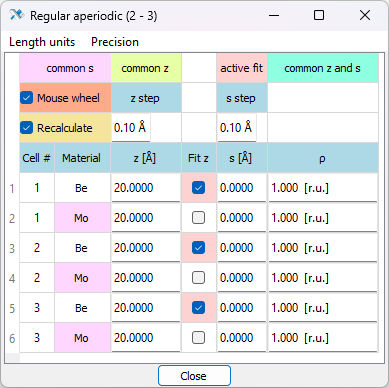 Regular aperiodic (2 - 3)
Length units Precision
common s common z active fit common z and s
Mouse wheel z step s step
Recalculate 0.10 Å 0.10 Å
Cell # Material z [Å] Fit z s [Å] ρ
1 1 Be 20.0000 0.0000 1.000 [r.u.]
2 1 Mo 20.0000 0.0000 1.000 [r.u.]
3 2 Be 20.0000 0.0000 1.000 [r.u.]
4 2 Mo 20.0000 0.0000 1.000 [r.u.]
5 3 Be 20.0000 0.0000 1.000 [r.u.]
6 3 Mo 20.0000 0.0000 1.000 [r.u.]
Close